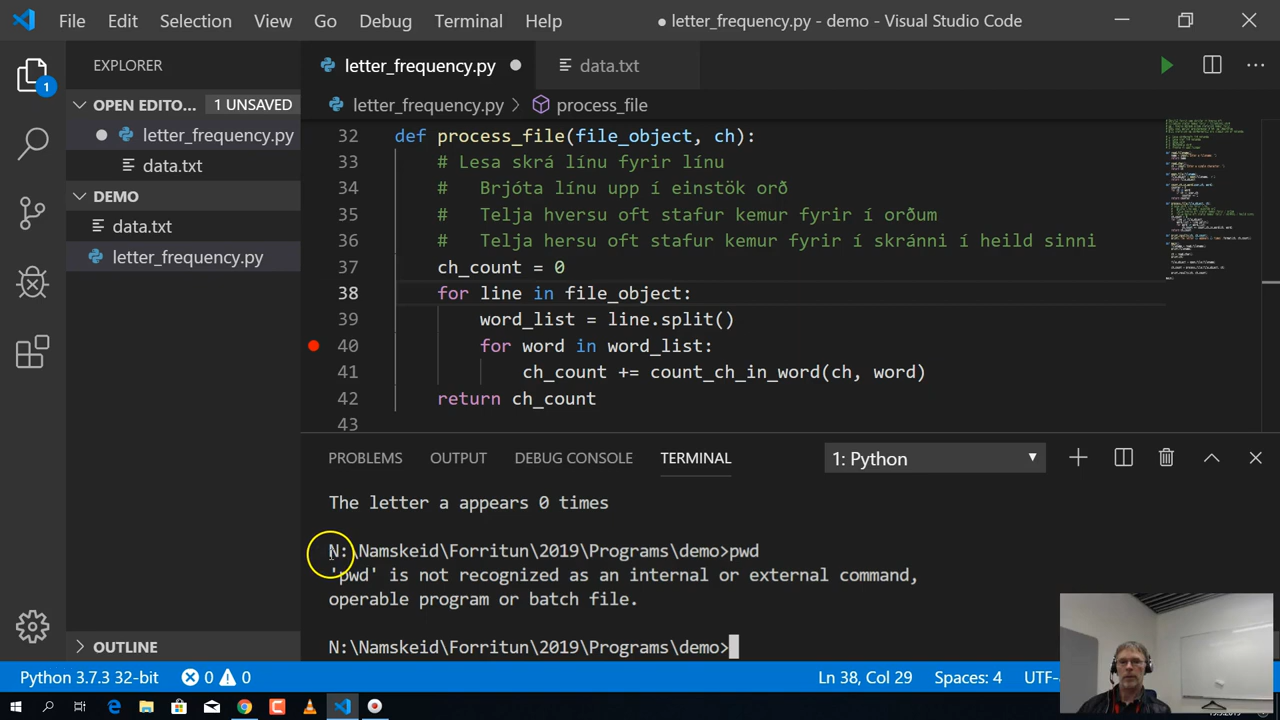 File Edit Selection View Go Debug Terminal Help ● letter_frequency.py - demo - Visual Studio Code
EXPLORER
OPEN EDITO... 1 UNSAVED
letter_frequency.py
data.txt
DEMO
data.txt
letter_frequency.py
OUTLINE
1
letter_frequency.py data.txt
letter_frequency.py > process_file
32 def process_file(file_object, ch):
33 # Lesa skrá línu fyrir línu
34 # Brjóta línu upp í einstök orð
35 # Telja hversu oft stafur kemur fyrir í orðum
36 # Telja hersu oft stafur kemur fyrir í skránni í heild sinni
37 ch_count = 0
38 for line in file_object:
39 word_list = line.split()
40 for word in word_list:
41 ch_count += count_ch_in_word(ch, word)
42 return ch_count
43
PROBLEMS OUTPUT DEBUG CONSOLE TERMINAL 1: Python
The letter a appears 0 times
N:\Namskeid\Forritun\2019\Programs\demo>pwd
'pwd' is not recognized as an internal or external command,
operable program or batch file.
N:\Namskeid\Forritun\2019\Programs\demo>
Python 3.7.3 32-bit 0 0 Ln 38, Col 29 Spaces: 4